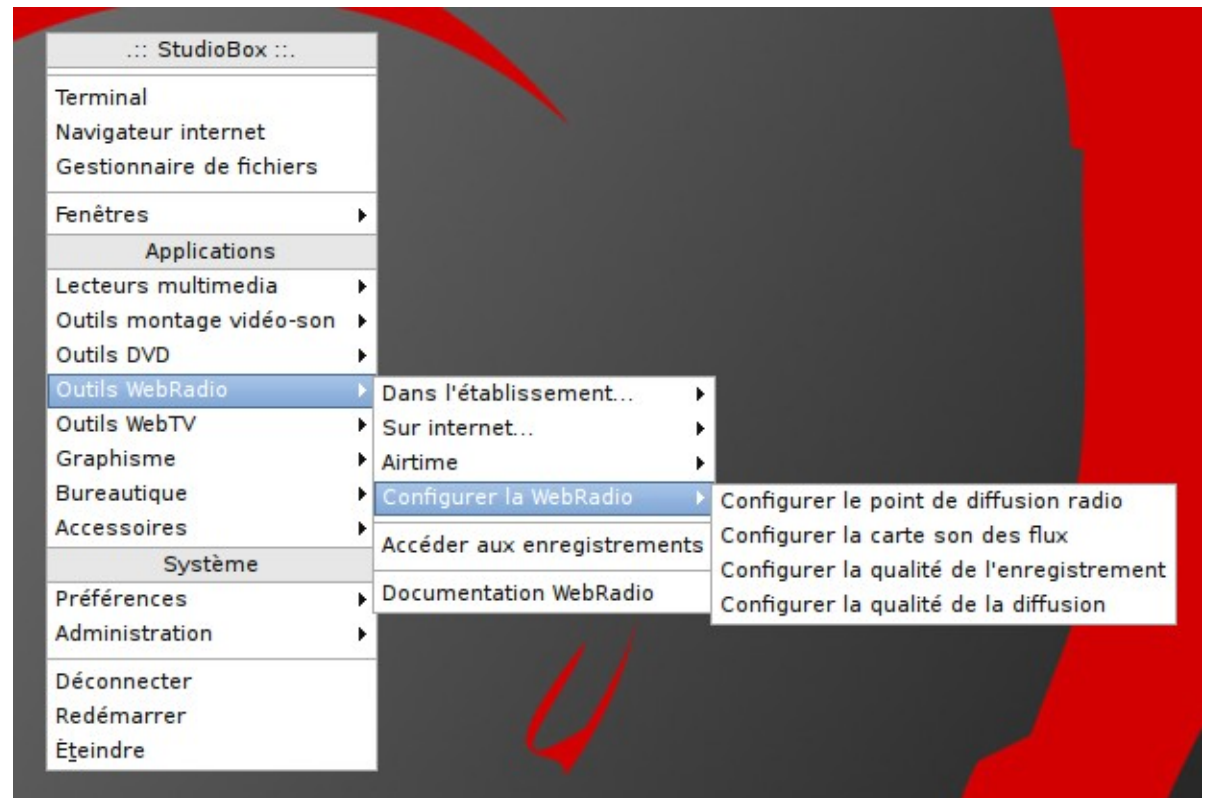 .:: StudioBox ::.
Terminal
Navigateur internet
Gestionnaire de fichiers
Fenêtres
Applications
Lecteurs multimedia
Outils montage vidéo-son
Outils DVD
Outils WebRadio
Outils WebTV
Graphisme
Bureautique
Accessoires
Système
Préférences
Administration
Déconnecter
Redémarrer
Éteindre
Dans l'établissement...
Sur internet...
Airtime
Configurer la WebRadio
Accéder aux enregistrements
Documentation WebRadio
Configurer le point de diffusion radio
Configurer la carte son des flux
Configurer la qualité de l'enregistrement
Configurer la qualité de la diffusion